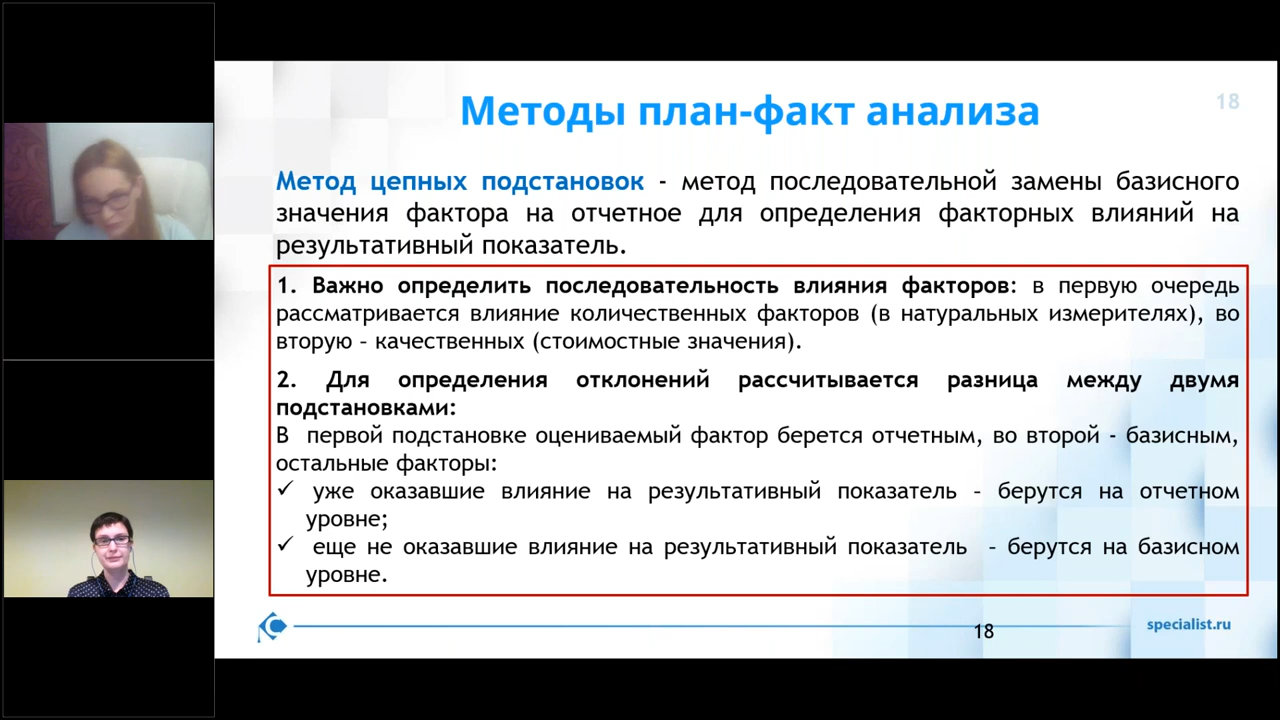 Методы план-факт анализа
18
Метод цепных подстановок - метод последовательной замены базисного
значения фактора на отчетное для определения факторных влияний на
результативный показатель.
1. Важно определить последовательность влияния факторов: в первую очередь
рассматривается влияние количественных факторов (в натуральных измерителях), во
вторую – качественных (стоимостные значения).
2. Для определения отклонений рассчитывается разница между двумя
подстановками:
В первой подстановке оцениваемый фактор берется отчетным, во второй - базисным,
остальные факторы:
✓ уже оказавшие влияние на результативный показатель – берутся на отчетном
уровне;
✓ еще не оказавшие влияние на результативный показатель – берутся на базисном
уровне.
18
specialist.ru